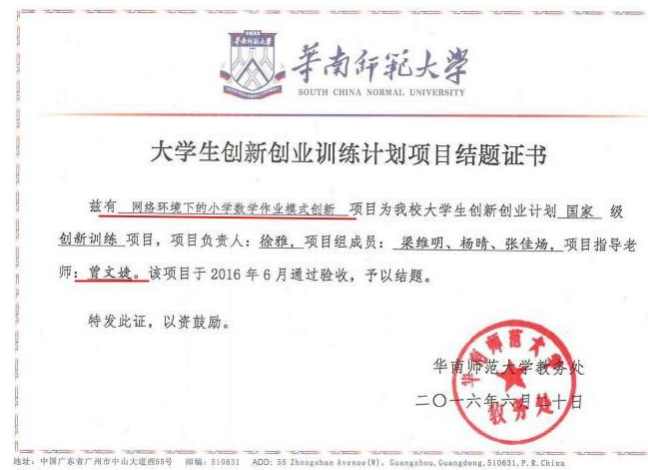 华南师范大学
SOUTH CHINA NORMAL UNIVERSITY
大学生创新创业训练计划项目结题证书
兹有 网络环境下的小学数学作业模式创新 项目为我校大学生创新创业计划 国家 级
创新训练 项目，项目负责人：徐雅，项目组成员：梁维明、杨晴、张佳炀，项目指导老
师：曾文婕。该项目于 2016 年 6 月通过验收，予以结题。
特发此证，以资鼓励。
华南师范大学教务处
二〇一六年六月二十日
华南师范大学
教务处
地址：中国广东省广州市中山大道西55号 邮编：510631 ADD: 55 Zhongshan Avenue(W). Guangzhou,Guangdong,510631,P.R.China